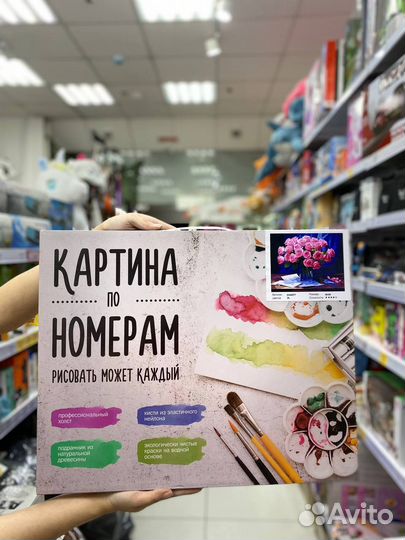 КАРТИНА
ПО
НОМЕРАМ
РИСОВАТЬ МОЖЕТ КАЖДЫЙ
профессиональный
холст
кисти из эластичного
нейлона
подрамник из
натуральной
древесины
экологически чистые
краски на водной
основе
Avito